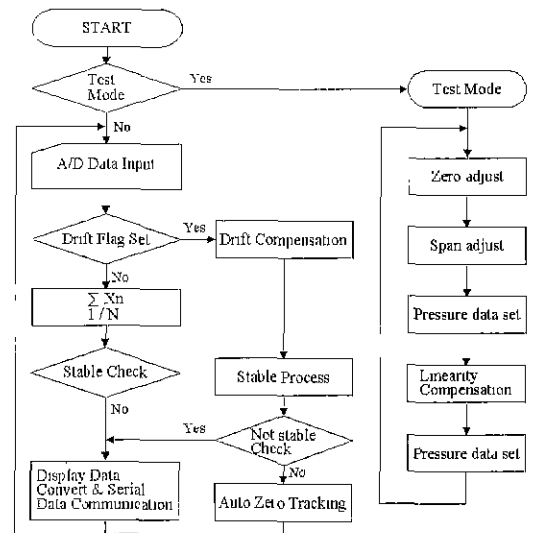 START
Test
Mode
Yes
Test Mode
No
A/D Data Input
Zero adjust
Drift Flag Set
Yes
Drift Compensation
Span adjust
No
∑ Xn
1 / N
Pressure data set
Stable Check
Stable Process
Linearity
Compensation
No
Yes
Not stable
Check
Pressure data set
No
Display Data
Convert & Serial
Data Communication
Auto Zero Tracking